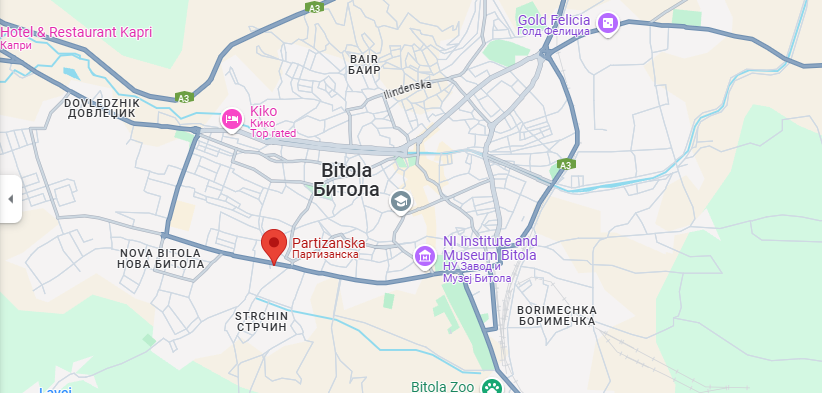 A3
Gold Felicia
Голд Фелициа
Hotel & Restaurant Kapri
Капри
BAIR
БАИР
Ilindenska
A3
DOVLEDZHIK
ДОВЛЕЏИК
Kiko
Кико
Top rated
A3
Bitola
Битола
Partizanska
Партизанска
NI Institute and
Museum Bitola
НУ Завод и
Музеј Битола
NOVA BITOLA
НОВА БИТОЛА
STRCHIN
СТРЧИН
BORIMECHKA
БОРИМЕЧКА
Bitola Zoo